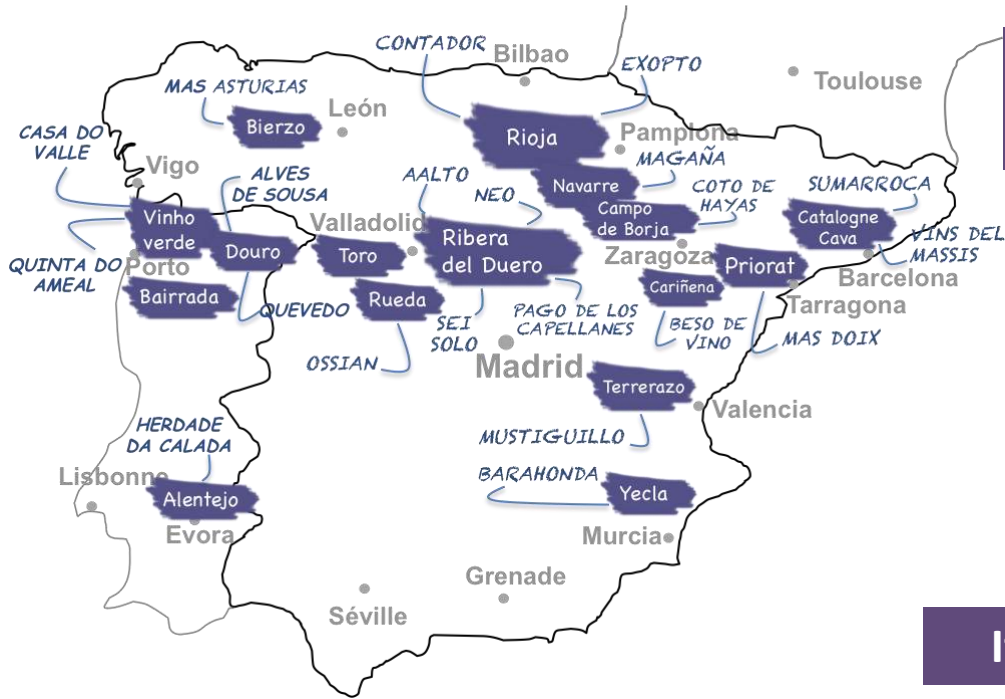 CONTADOR
Bilbao
EXOPTO
Toulouse
MAS ASTURIAS
León
Bierzo
Rioja
Pamplona
CASA DO
VALLE
Vigo
ALVES
DE SOUSA
AALTO
NEO
MAGAÑA
Navarre
COTO DE
HAYAS
SUMARROCA
Campo
de Borja
Catalogne
Cava
Vinho
verde
Valladolid
Douro
Toro
Ribera
del Duero
Zaragoza
Priorat
VINS DEL
MASSIS
QUINTA DO
AMEAL
Porto
Barcelona
Bairrada
QUEVEDO
Rueda
Cariñena
Tarragona
SEI
SOLO
PAGO DE LOS
CAPELLANES
BESO DE
VINO
MAS DOIX
OSSIAN
Madrid
Terrerazo
Valencia
HERDADE
DA CALADA
MUSTIGUILLO
Lisbonne
BARAHONDA
Alentejo
Yecla
Evora
Murcia
Grenade
Séville